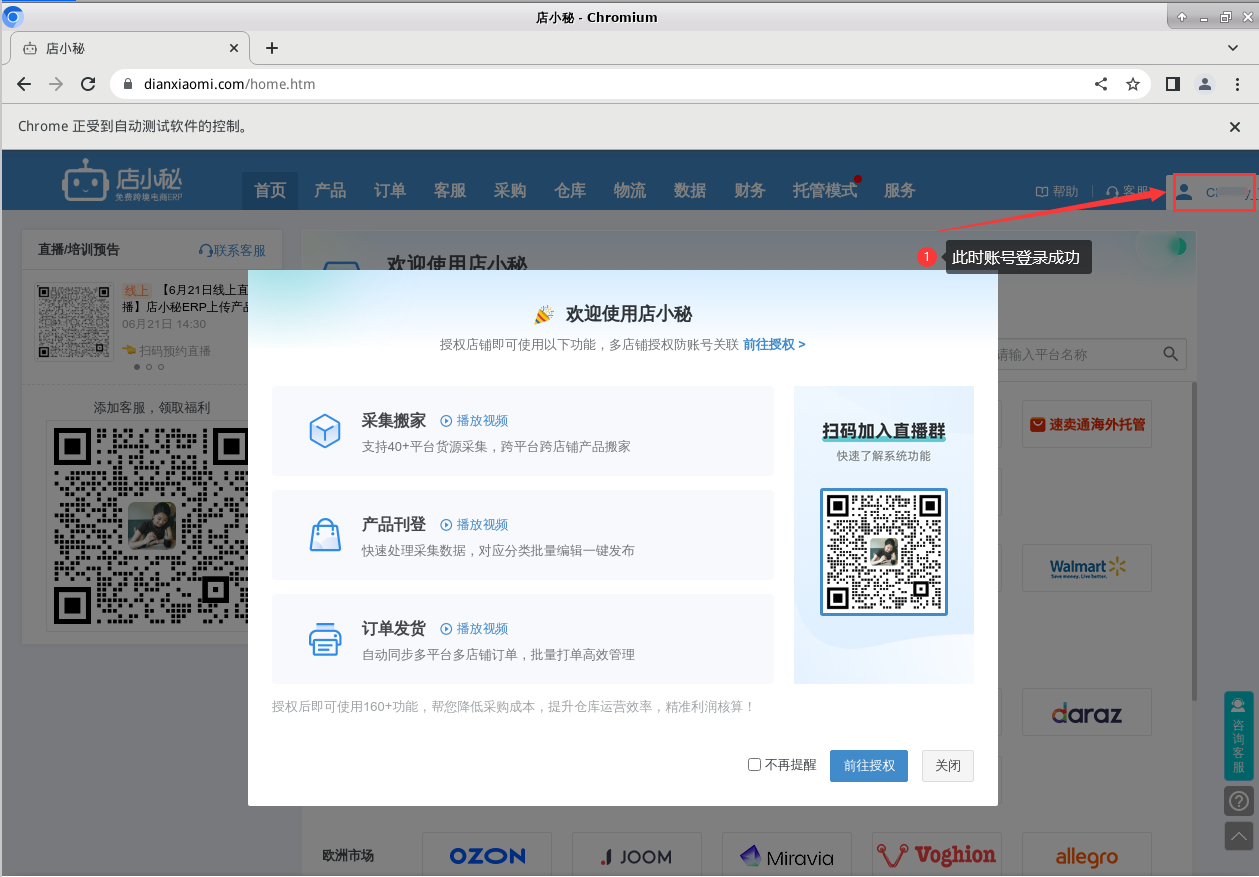 店小秘 - Chromium
店小秘
dianxiaomi.com/home.htm
Chrome 正受到自动测试软件的控制。
店小秘
免费跨境电商ERP
首页 产品 订单 客服 采购 仓库 物流 数据 财务 托管模式 服务
帮助 客服
直播/培训预告 联系客服
欢迎使用店小秘
1 此时账号登录成功
线上 【6月21日线上直
播】店小秘ERP上传产品
06月21日 14:30
扫码预约直播
添加客服，领取福利
请输入平台名称
欢迎使用店小秘
授权店铺即可使用以下功能，多店铺授权防账号关联 前往授权 >
采集搬家 播放视频
支持40+平台货源采集，跨平台跨店铺产品搬家
产品刊登 播放视频
快速处理采集数据，对应分类批量编辑一键发布
订单发货 播放视频
自动同步多平台多店铺订单，批量打单高效管理
扫码加入直播群
快速了解系统功能
授权后即可使用160+功能，帮您降低采购成本，提升仓库运营效率，精准利润核算！
不再提醒 前往授权 关闭
速卖通海外托管
Walmart
Save money. Live better.
daraz
咨询客服
欧洲市场 OZON JOOM Miravia Voghion allegro